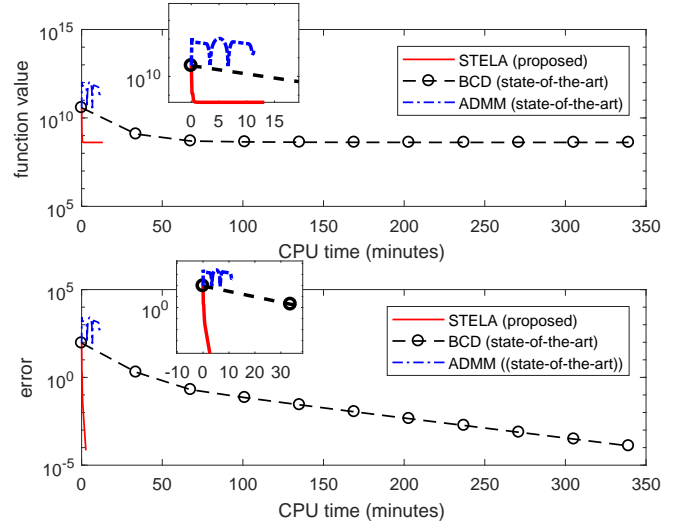 10^15
10^10
10^5
function value
10^10
0 5 10 15
STELA (proposed)
BCD (state-of-the-art)
ADMM (state-of-the-art)
0 50 100 150 200 250 300 350
CPU time (minutes)
10^5
10^0
10^-5
error
10^0
-10 0 10 20 30
STELA (proposed)
BCD (state-of-the-art)
ADMM ((state-of-the-art))
0 50 100 150 200 250 300 350
CPU time (minutes)